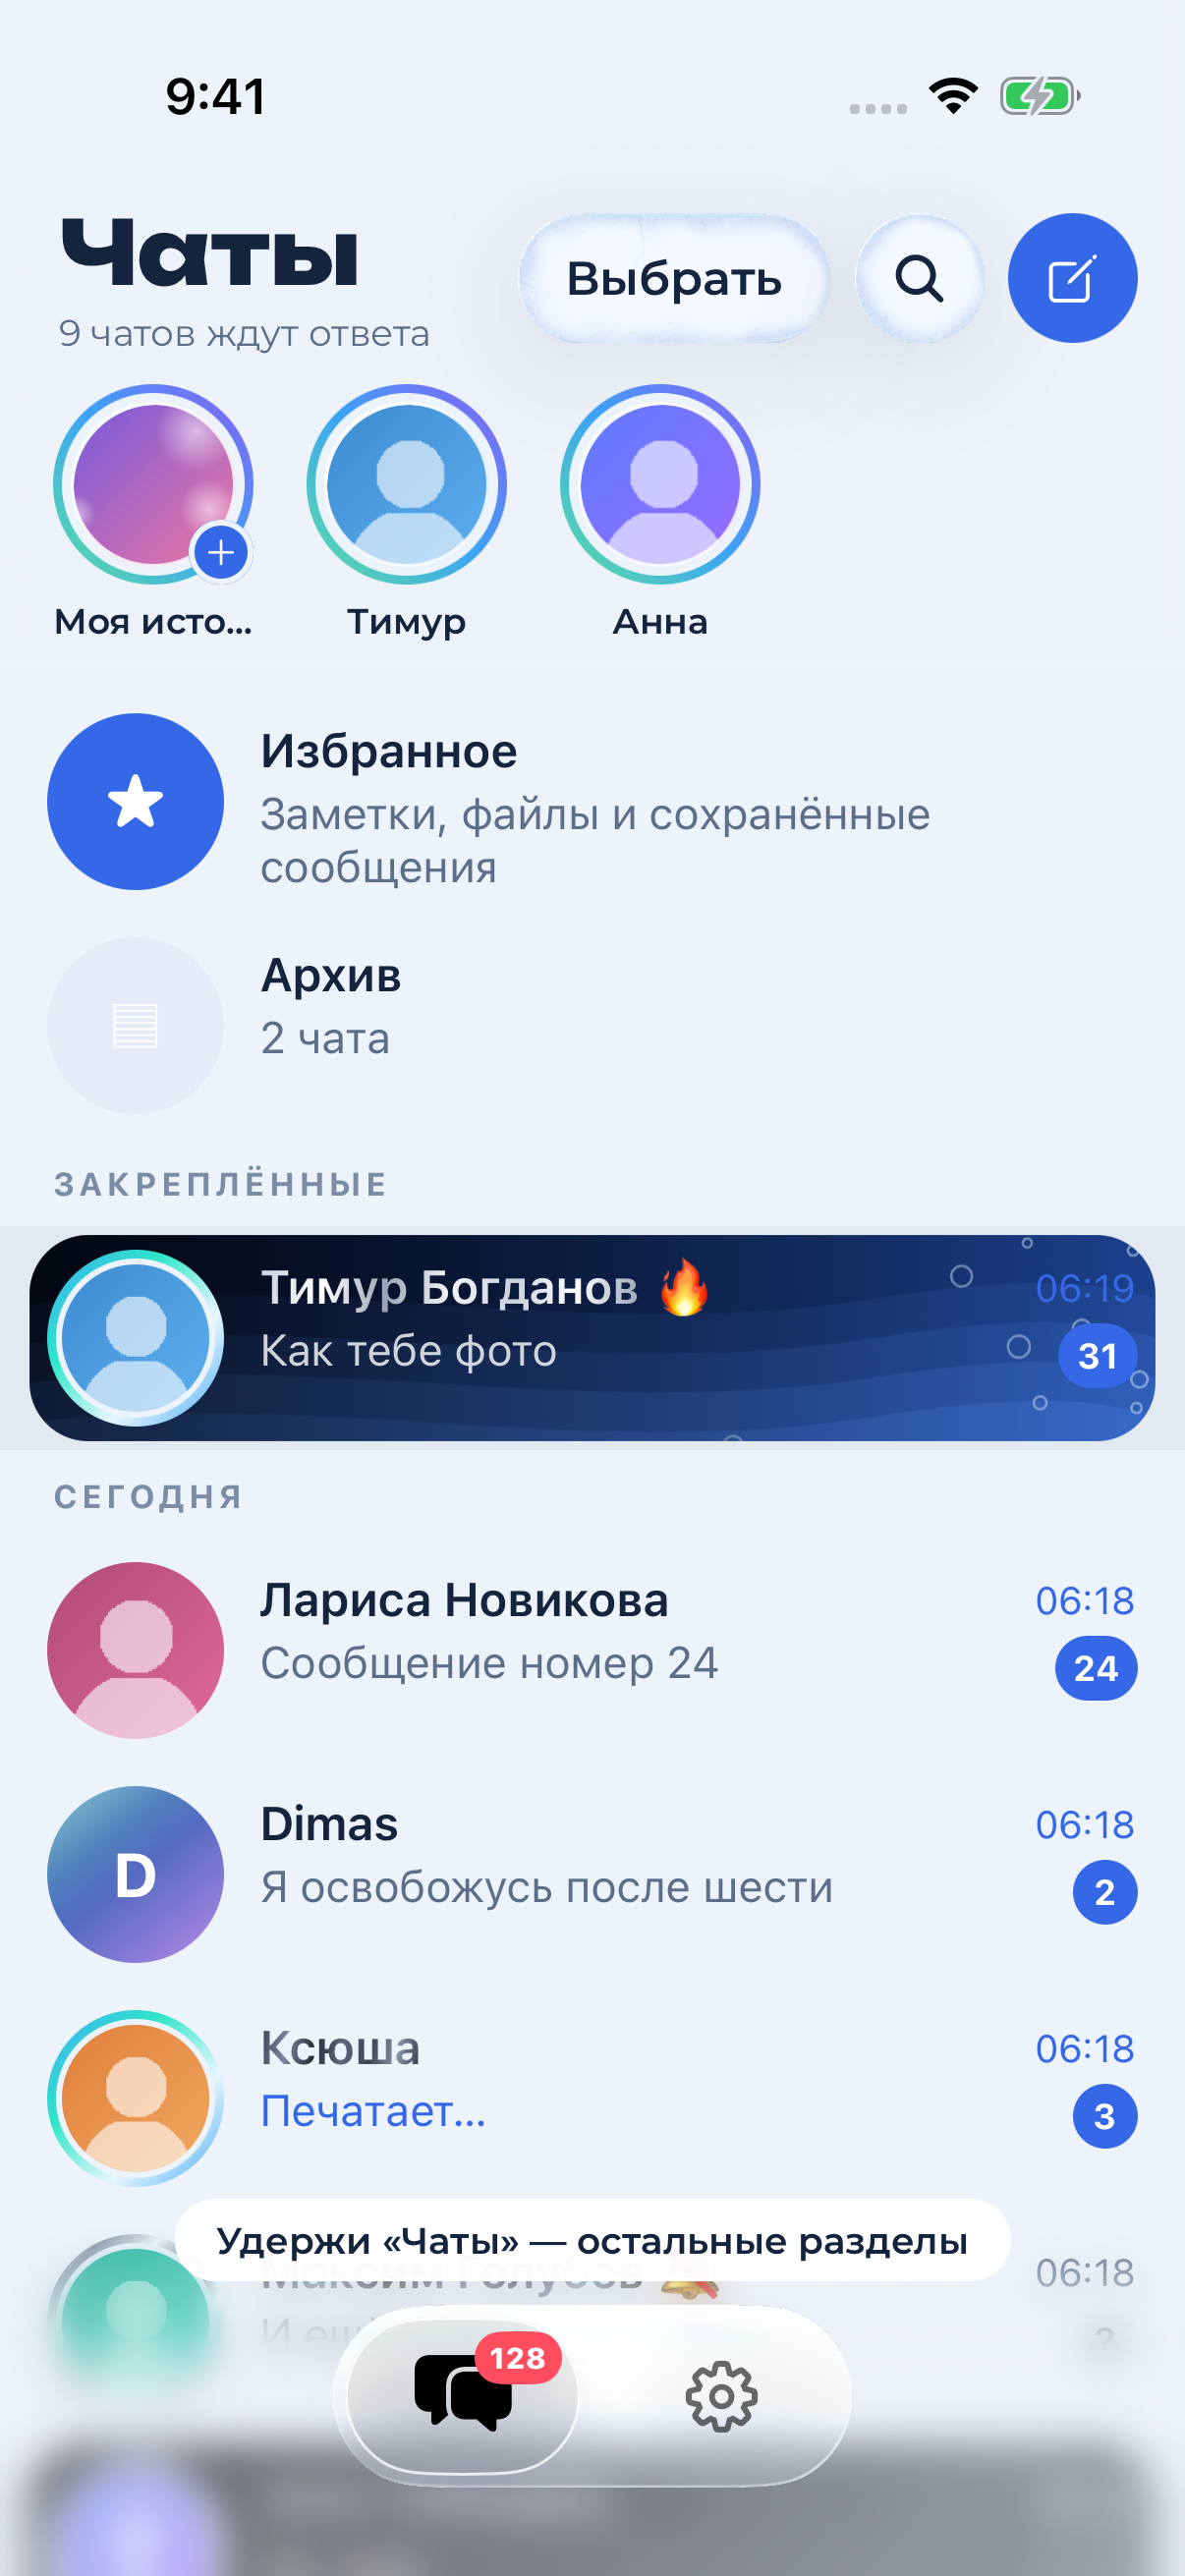 9:41
Чаты
Выбрать
9 чатов ждут ответа
Моя исто...
Тимур
Анна
Избранное
Заметки, файлы и сохранённые
сообщения
Архив
2 чата
ЗАКРЕПЛЁННЫЕ
Тимур Богданов 🔥
06:19
Как тебе фото
31
СЕГОДНЯ
Лариса Новикова
06:18
Сообщение номер 24
24
Dimas
06:18
D
Я освобожусь после шести
2
Ксюша
06:18
Печатает...
3
Удержи «Чаты» — остальные разделы
Максим Голубев
06:18
2
128